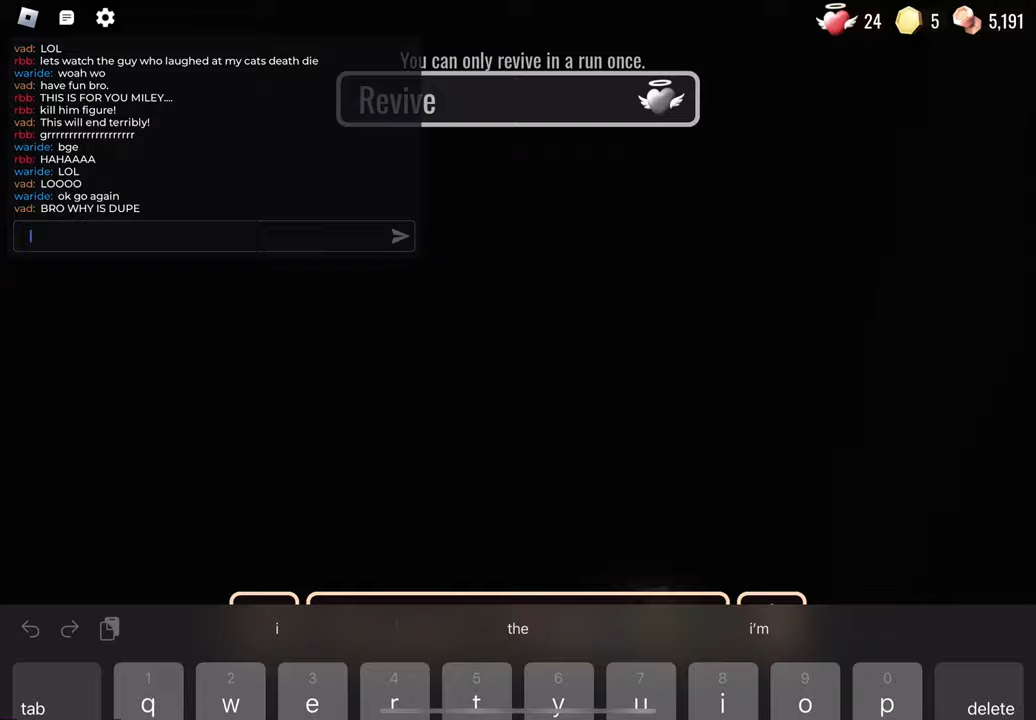 24
5
5,191
vad: LOL
rbb: lets watch the guy who laughed at my cats death die
waride: woah wo
vad: have fun bro.
rbb: THIS IS FOR YOU MILEY....
rbb: kill him figure!
vad: This will end terribly!
rbb: grrrrrrrrrrrrrrrrrrr
waride: bge
rbb: HAHAAAA
waride: LOL
vad: LOOOO
waride: ok go again
vad: BRO WHY IS DUPE
You can only revive in a run once.
Revive
i
the
i'm
1 2 3 4 5 6 7 8 9 0
tab q w e r t y u i o p delete